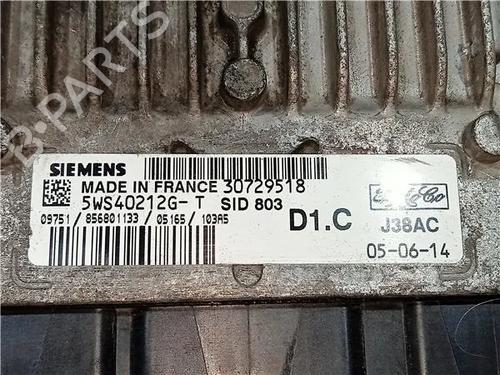 B-PARTS
SIEMENS
MADE IN FRANCE 30729518
5WS40212G-T SID 803
09751 / 856801133 / 05165 / 103A5
D1.C
J38AC
05-06-14